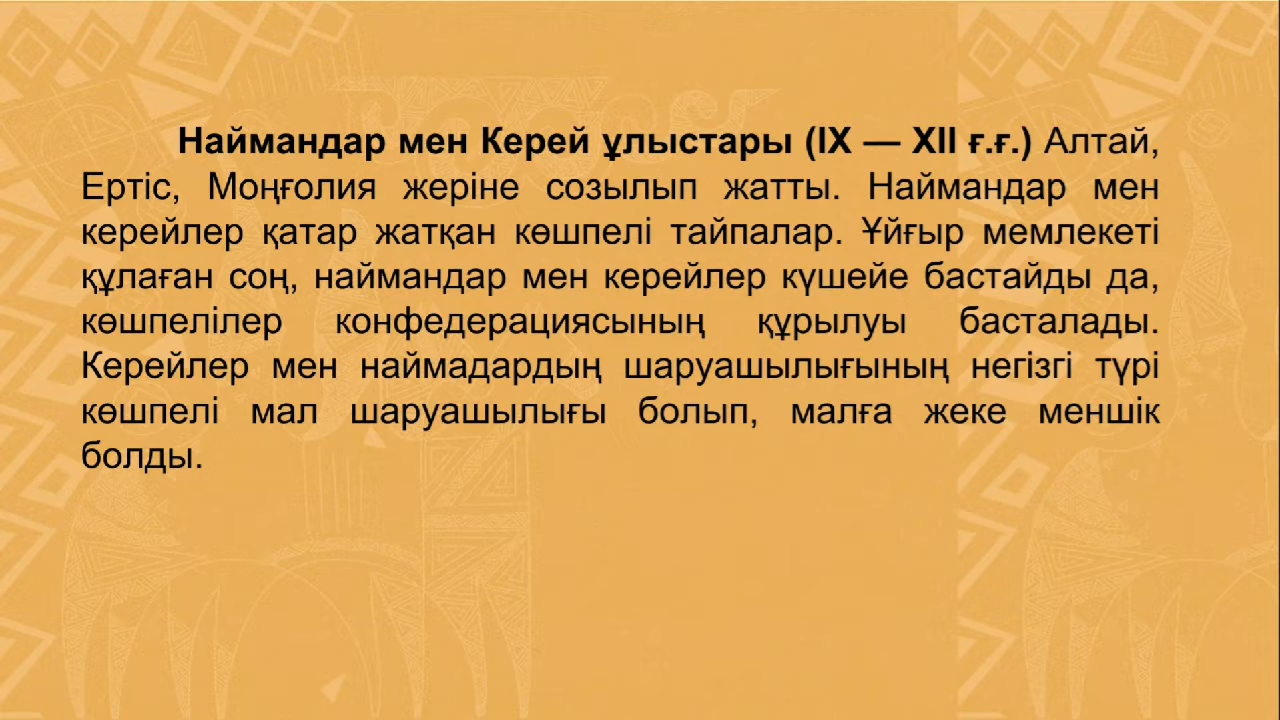 Наймандар мен Керей ұлыстары (IX — XII ғ.ғ.) Алтай,
Ертіс, Моңғолия жеріне созылып жатты. Наймандар мен
керейлер қатар жатқан көшпелі тайпалар. Ұйғыр мемлекеті
құлаған соң, наймандар мен керейлер күшейе бастайды да,
көшпелілер конфедерациясының құрылуы басталады.
Керейлер мен наймадардың шаруашылығының негізгі түрі
көшпелі мал шаруашылығы болып, малға жеке меншік
болды.